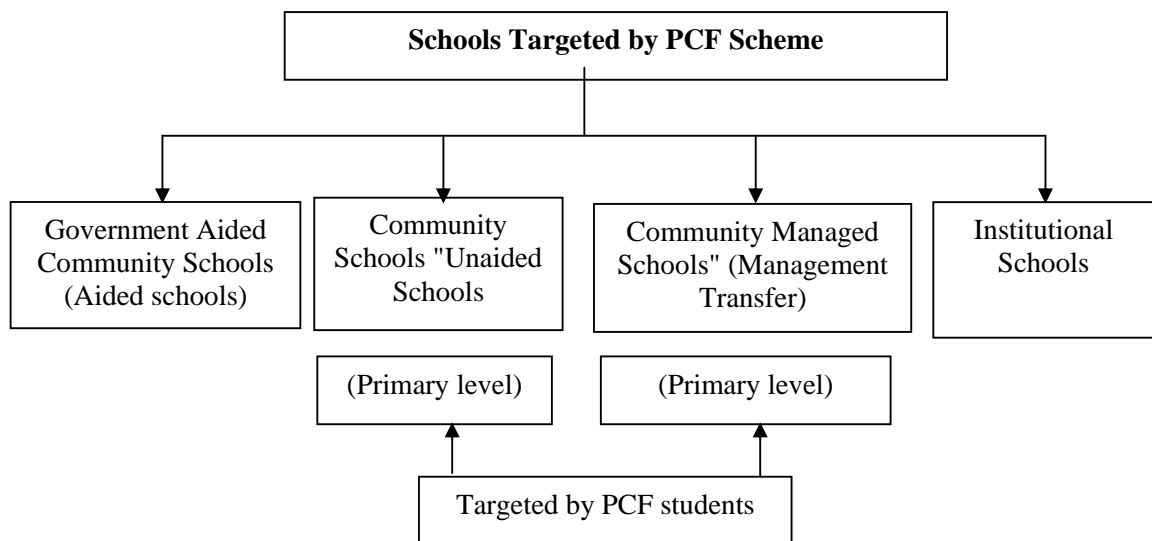 Schools Targeted by PCF Scheme
Government Aided
Community Schools
(Aided schools)
Community
Schools "Unaided
Schools
Community Managed
Schools" (Management
Transfer)
Institutional
Schools
(Primary level)
(Primary level)
Targeted by PCF students